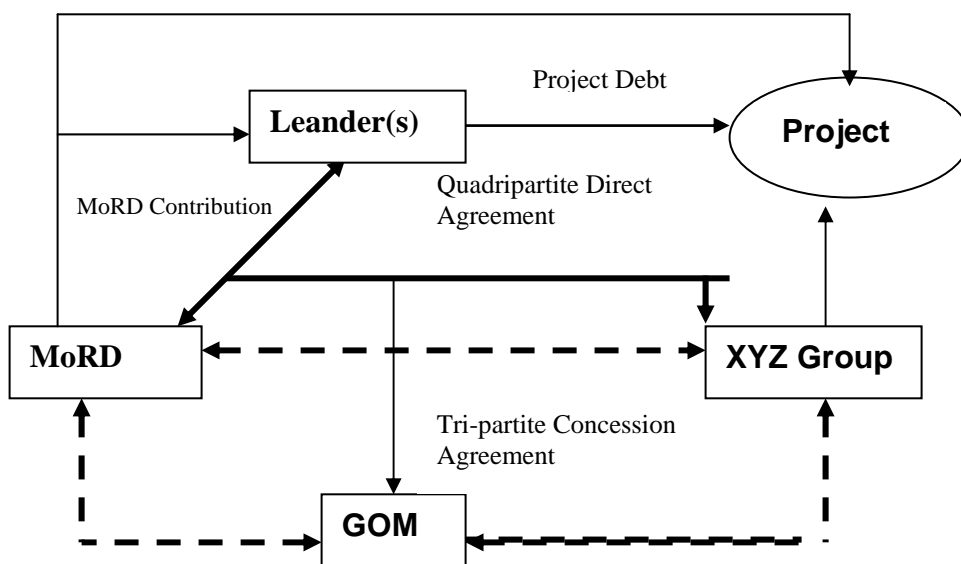 Project Debt
Leander(s)
Project
MoRD Contribution
Quadripartite Direct
Agreement
MoRD
XYZ Group
Tri-partite Concession
Agreement
GOM